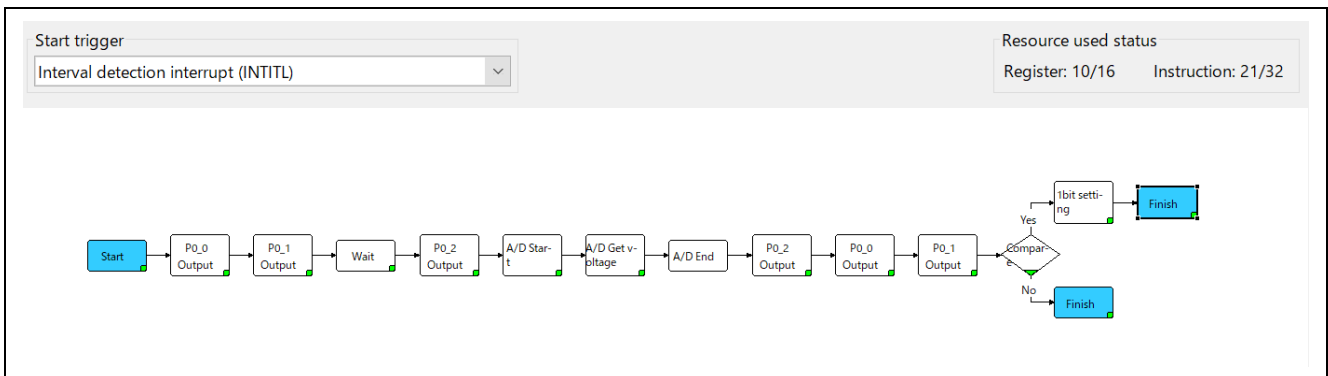 Start trigger
Resource used status
Interval detection interrupt (INTITL)
Register: 10/16
Instruction: 21/32
1bit setti-
ng
Finish
Yes
Start
P0_0
Output
P0_1
Output
Wait
P0_2
Output
A/D Star-
t
A/D Get v-
oltage
A/D End
P0_2
Output
P0_0
Output
P0_1
Output
Compar-
e
No
Finish